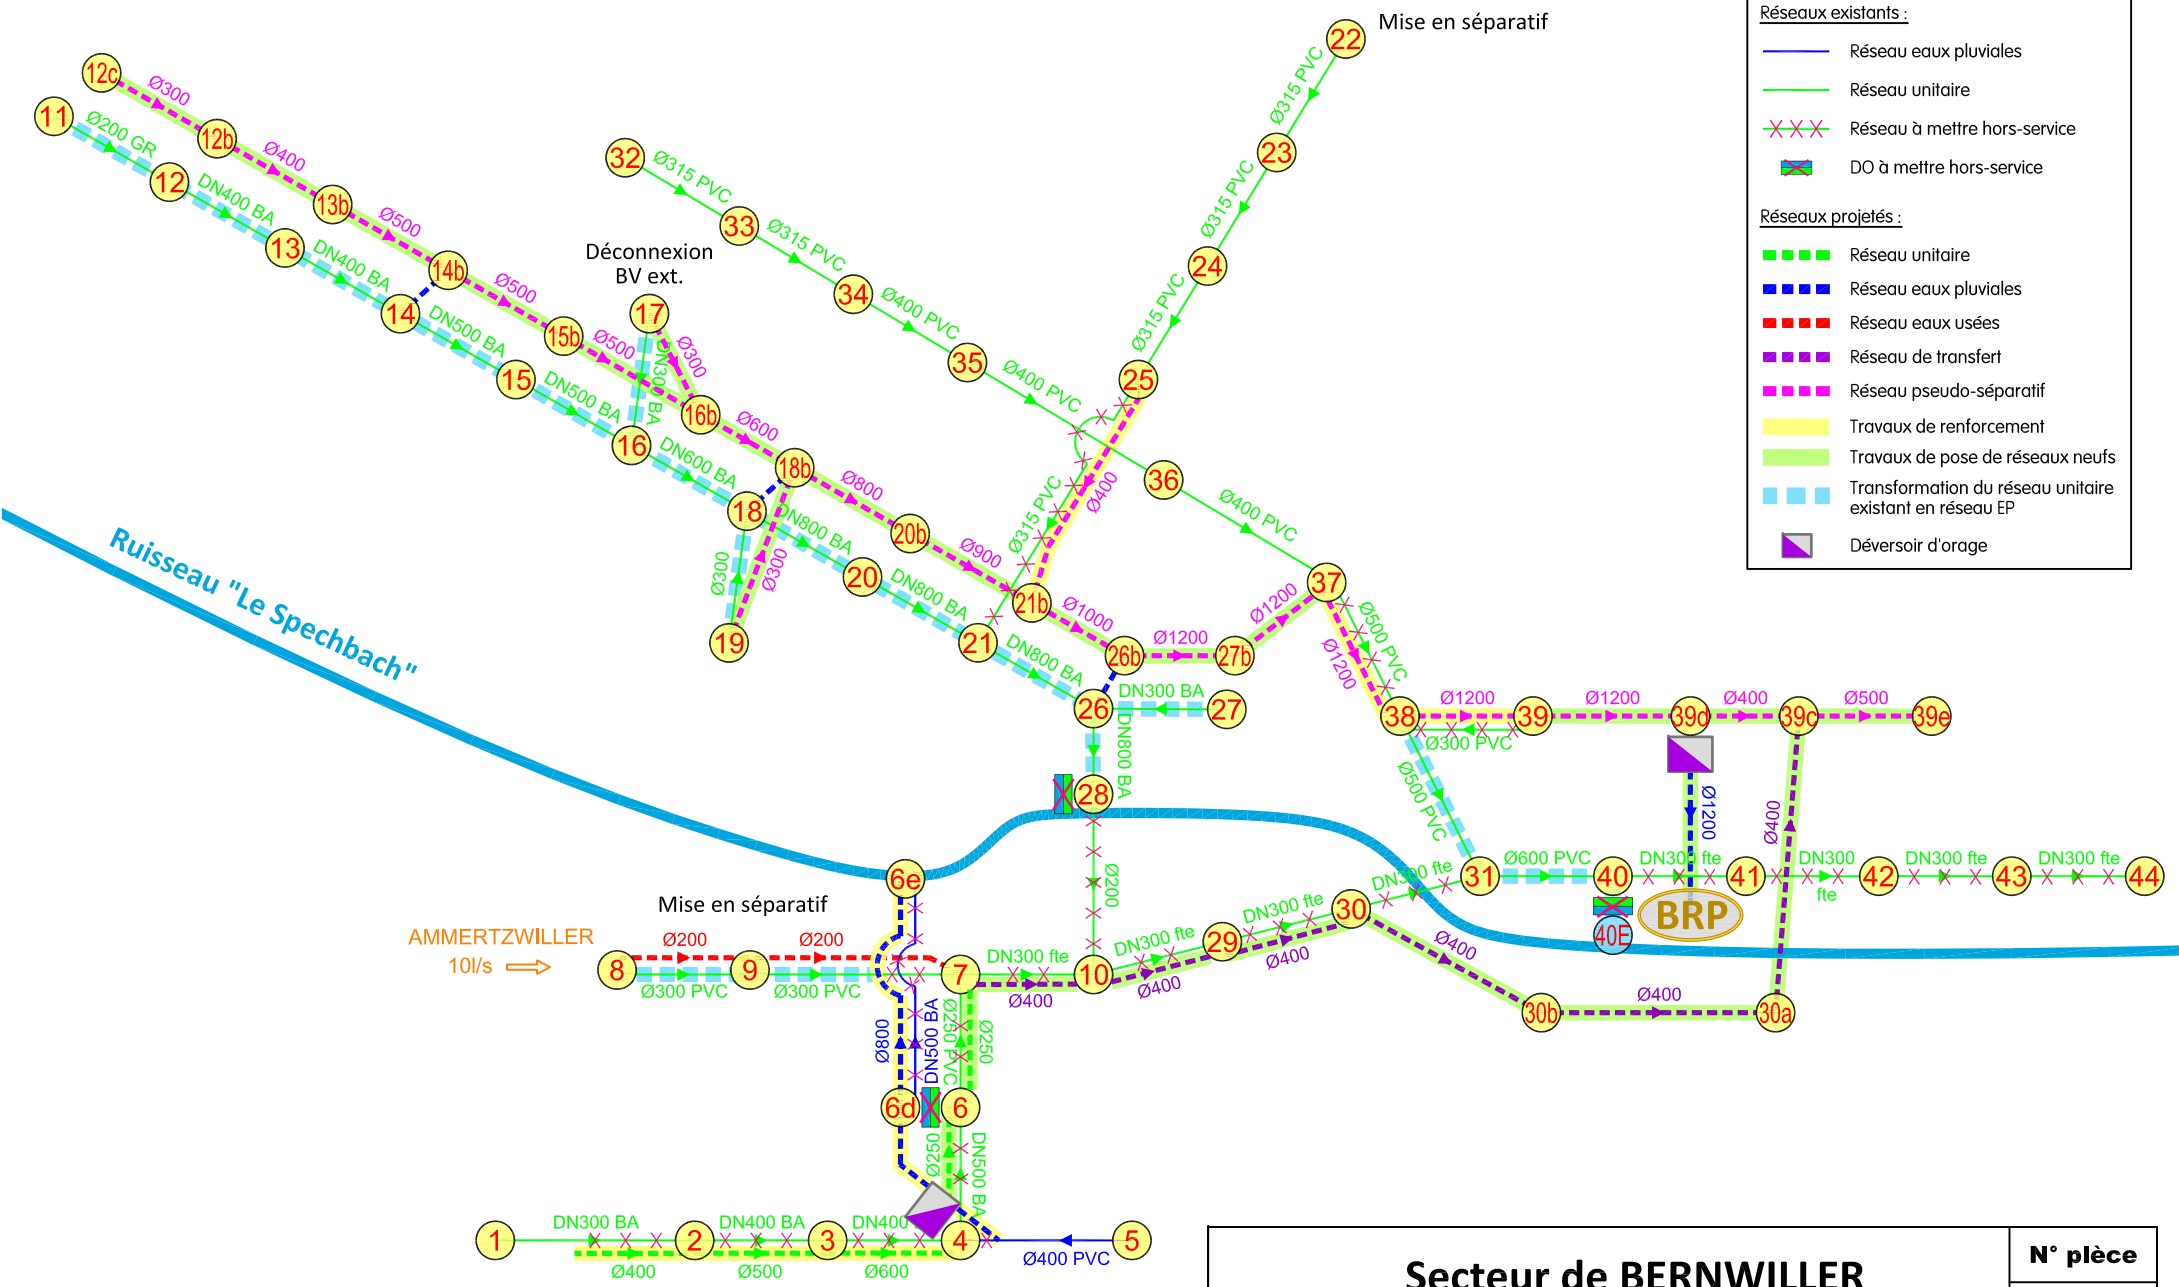 Mise en séparatif
22
Ø315 PVC
23
Ø315 PVC
24
Ø315 PVC
25
12c
Ø300
12b
Ø400
13b
Ø500
14b
Ø500
15b
Ø500
16b
Ø600
18b
Ø800
20b
Ø900
21b
Ø1000
26b
Ø1200
27b
Ø1200
37
11
Ø200 GR
12
DN400 BA
13
DN400 BA
14
DN500 BA
15
DN500 BA
16
DN600 BA
18
DN800 BA
20
DN800 BA
21
DN800 BA
26
DN300 BA
27
Déconnexion
BV ext.
17
DN300 BA
Ø300
Ø300
Ø300
19
32
Ø315 PVC
33
Ø315 PVC
34
Ø400 PVC
35
Ø400 PVC
36
Ø400 PVC
Ø315 PVC
Ø400
Ø500 PVC
Ø1200
38
Ø1200
39
Ø1200
39d
Ø400
39c
Ø500
39e
Ø300 PVC
Ø500 PVC
Ø1200
Ø400
DN800 BA
28
Ø200
Ruisseau "Le Spechbach"
31
Ø600 PVC
40
DN300 fte
41
DN300
fte
42
DN300 fte
43
DN300 fte
44
40E
BRP
6e
Mise en séparatif
AMMERTZWILLER
10l/s
8
Ø200
9
Ø200
Ø300 PVC
Ø300 PVC
7
DN300 fte
Ø400
10
DN300 fte
Ø400
29
DN300 fte
Ø400
30
DN300 fte
Ø400
30b
Ø400
30a
Ø800
DN500 BA
Ø250 PVC
Ø250
6d
6
Ø250
DN500 BA
1
DN300 BA
2
DN400 BA
3
DN400
4
5
Ø400
Ø500
Ø600
Ø400 PVC
Réseaux existants :
Réseau eaux pluviales
Réseau unitaire
Réseau à mettre hors-service
DO à mettre hors-service
Réseaux projetés :
Réseau unitaire
Réseau eaux pluviales
Réseau eaux usées
Réseau de transfert
Réseau pseudo-séparatif
Travaux de renforcement
Travaux de pose de réseaux neufs
Transformation du réseau unitaire
existant en réseau EP
Déversoir d'orage
Secteur de BERNWILLER
N° pièce